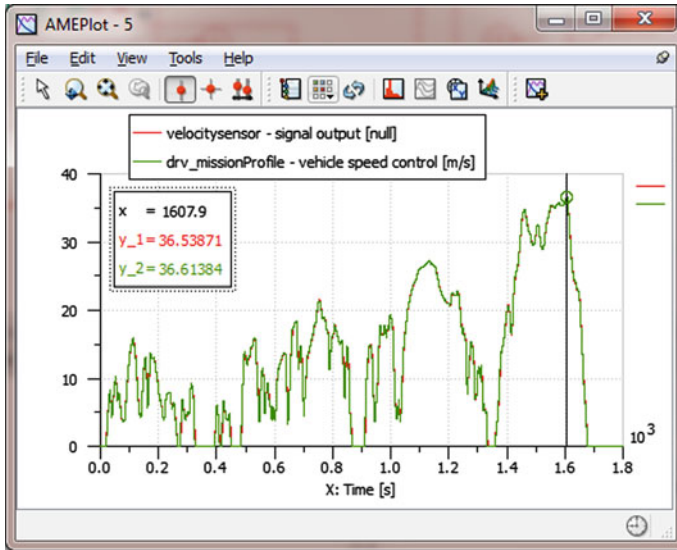 AMEPlot - 5
File Edit View Tools Help
velocitysensor - signal output [null]
drv_missionProfile - vehicle speed control [m/s]
40
30
20
10
0
x = 1607.9
y_1= 36.53871
y_2= 36.61384
0.0 0.2 0.4 0.6 0.8 1.0 1.2 1.4 1.6 1.8
10³
X: Time [s]